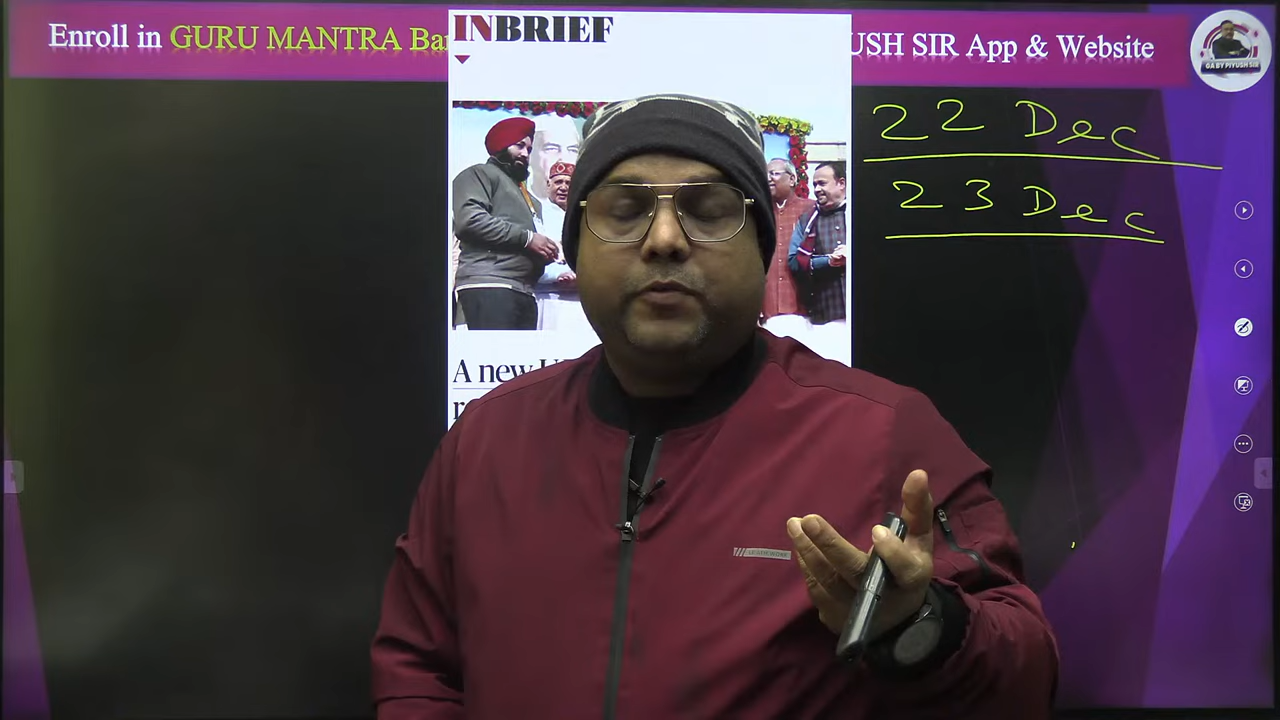 Enroll in GURU MANTRA Ba
USH SIR App & Website
GA BY PIYUSH SIR
INBRIEF
22 Dec
23 Dec
A new